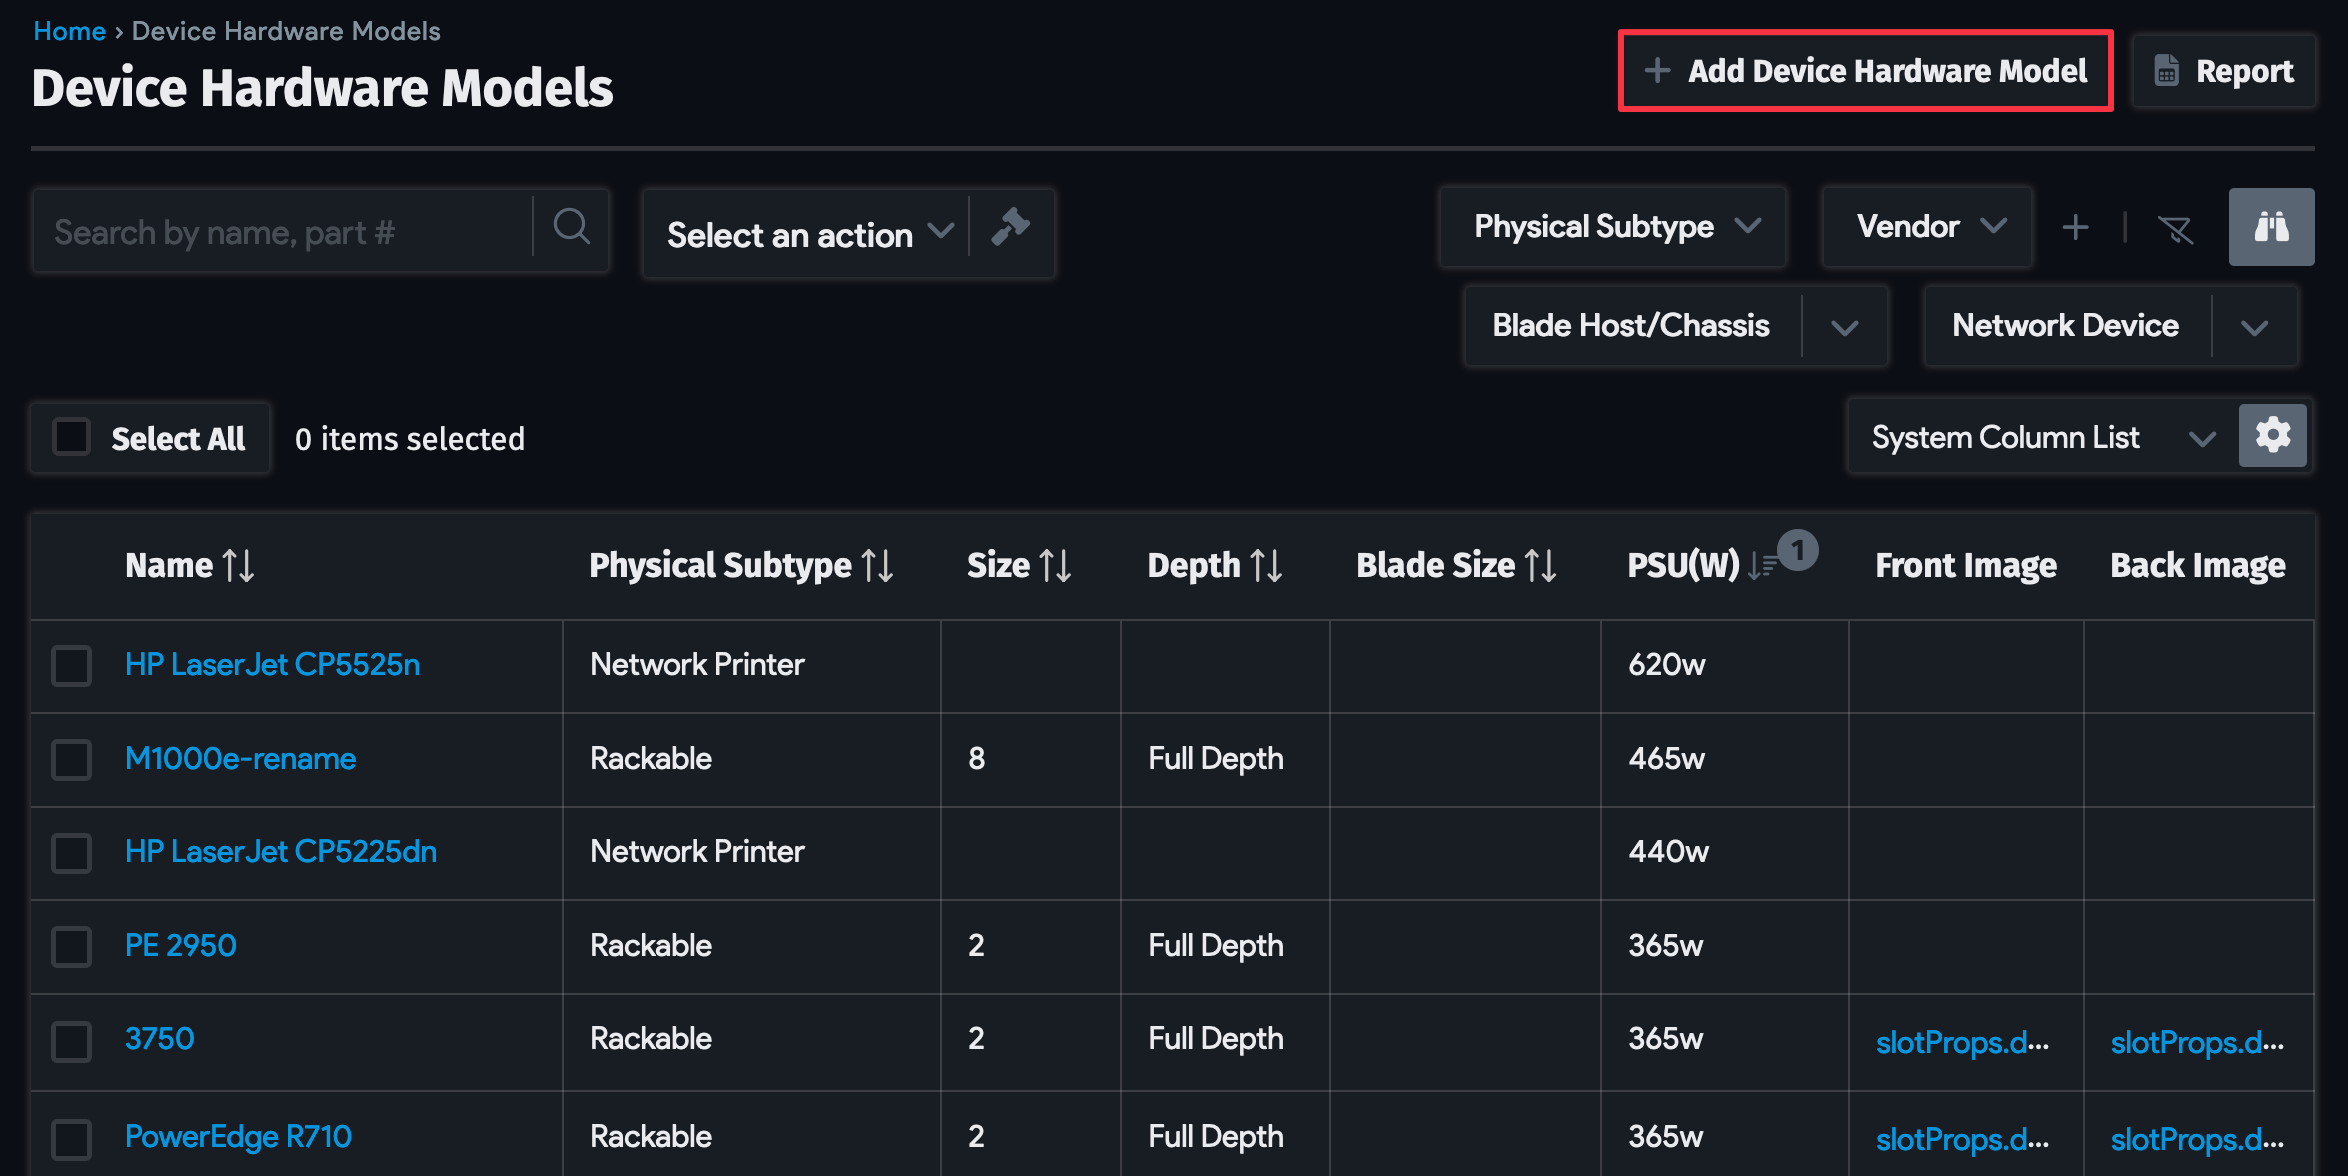 Home › Device Hardware Models
Device Hardware Models
+ Add Device Hardware Model
Report
Search by name, part #
Select an action
Physical Subtype
Vendor
Blade Host/Chassis
Network Device
Select All
0 items selected
System Column List
Name Physical Subtype Size Depth Blade Size PSU(W) 1 Front Image Back Image
HP LaserJet CP5525n Network Printer 620w
M1000e-rename Rackable 8 Full Depth 465w
HP LaserJet CP5225dn Network Printer 440w
PE 2950 Rackable 2 Full Depth 365w
3750 Rackable 2 Full Depth 365w slotProps.d... slotProps.d...
PowerEdge R710 Rackable 2 Full Depth 365w slotProps.d... slotProps.d...